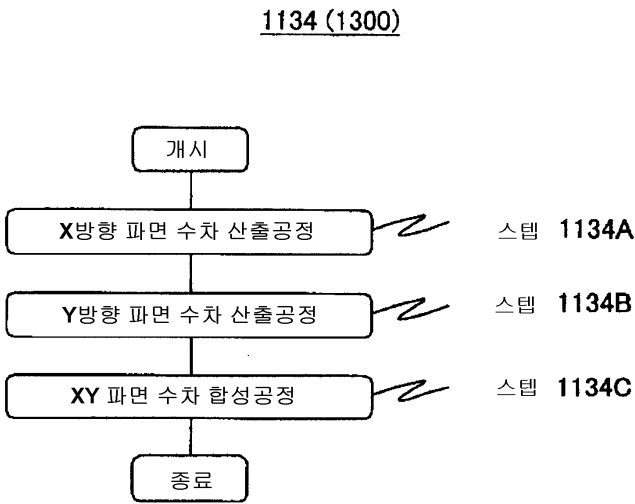 1134 (1300)
개시
X방향 파면 수차 산출공정
스텝 1134A
Y방향 파면 수차 산출공정
스텝 1134B
XY 파면 수차 합성공정
스텝 1134C
종료